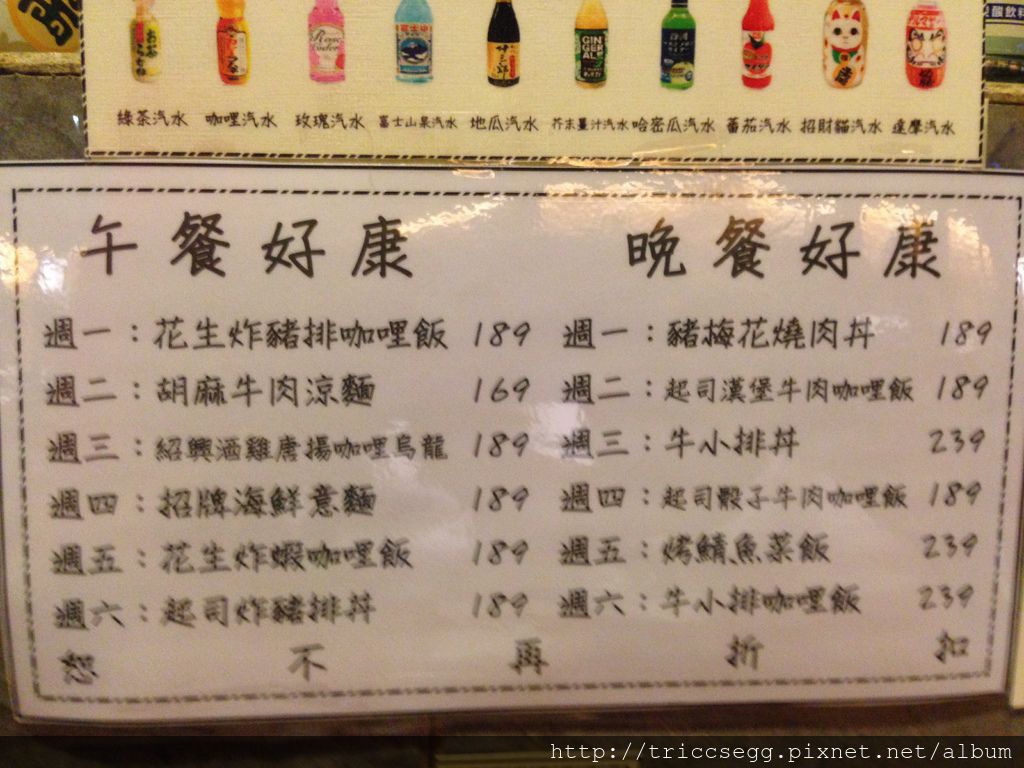 綠茶汽水 咖哩汽水 玫瑰汽水 富士山泉汽水 地瓜汽水 芥末薑汁汽水 哈密瓜汽水 蕃茄汽水 招財貓汽水 達摩汽水
午餐好康
週一：花生炸豬排咖哩飯 189
週二：胡麻牛肉涼麵 169
週三：紹興酒雞唐揚咖哩烏龍 189
週四：招牌海鮮意麵 189
週五：花生炸蝦咖哩飯 189
週六：起司炸豬排丼 189
晚餐好康
週一：豬梅花燒肉丼 189
週二：起司漢堡牛肉咖哩飯 189
週三：牛小排丼 239
週四：起司骰子牛肉咖哩飯 189
週五：烤鯖魚菜飯 239
週六：牛小排咖哩飯 239
恕不再折扣
http://triccsegg.pixnet.net/album